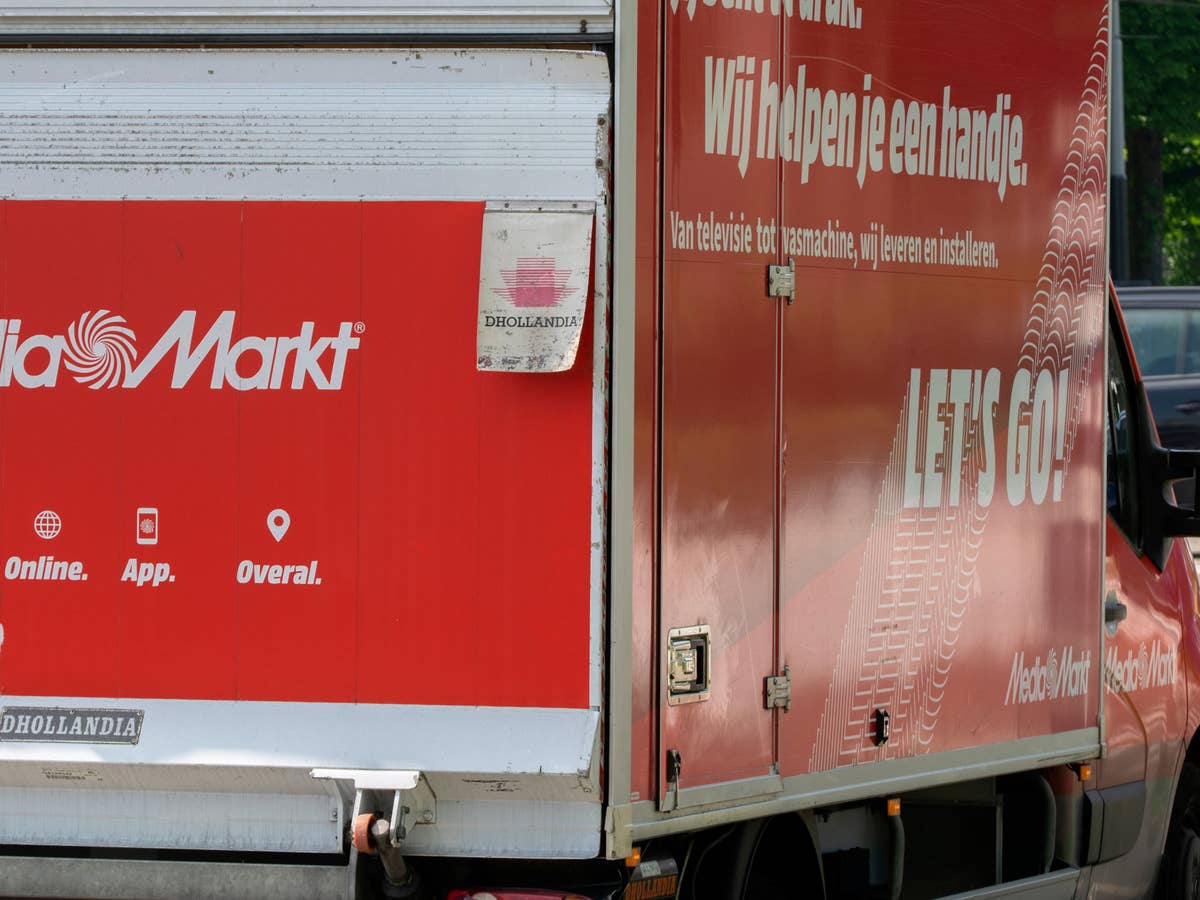 Wij helpen je een handje.
Van televisie tot wasmachine, wij leveren en installeren.
DHOLLANDIA
Markt®
LET'S GO!
Online. App. Overal.
MediaMarkt
MediaMarkt
DHOLLANDIA
DHOLLANDIA